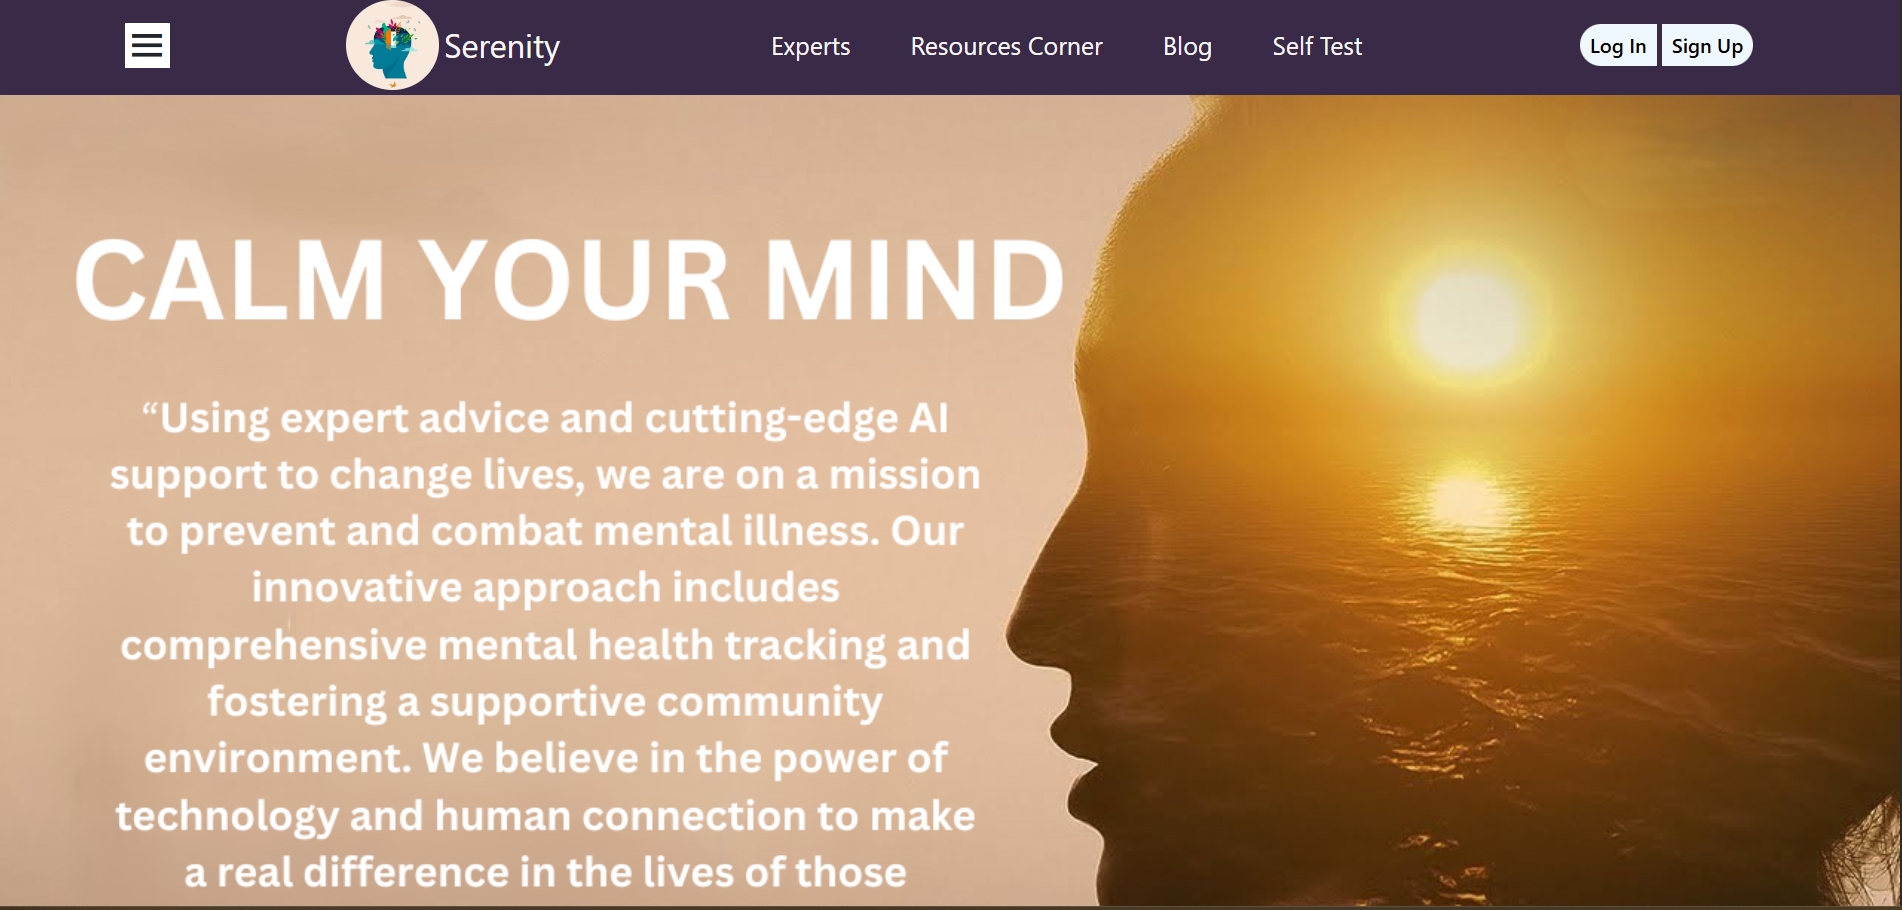 Serenity
Experts
Resources Corner
Blog
Self Test
Log In
Sign Up
CALM YOUR MIND
“Using expert advice and cutting-edge AI
support to change lives, we are on a mission
to prevent and combat mental illness. Our
innovative approach includes
comprehensive mental health tracking and
fostering a supportive community
environment. We believe in the power of
technology and human connection to make
a real difference in the lives of those